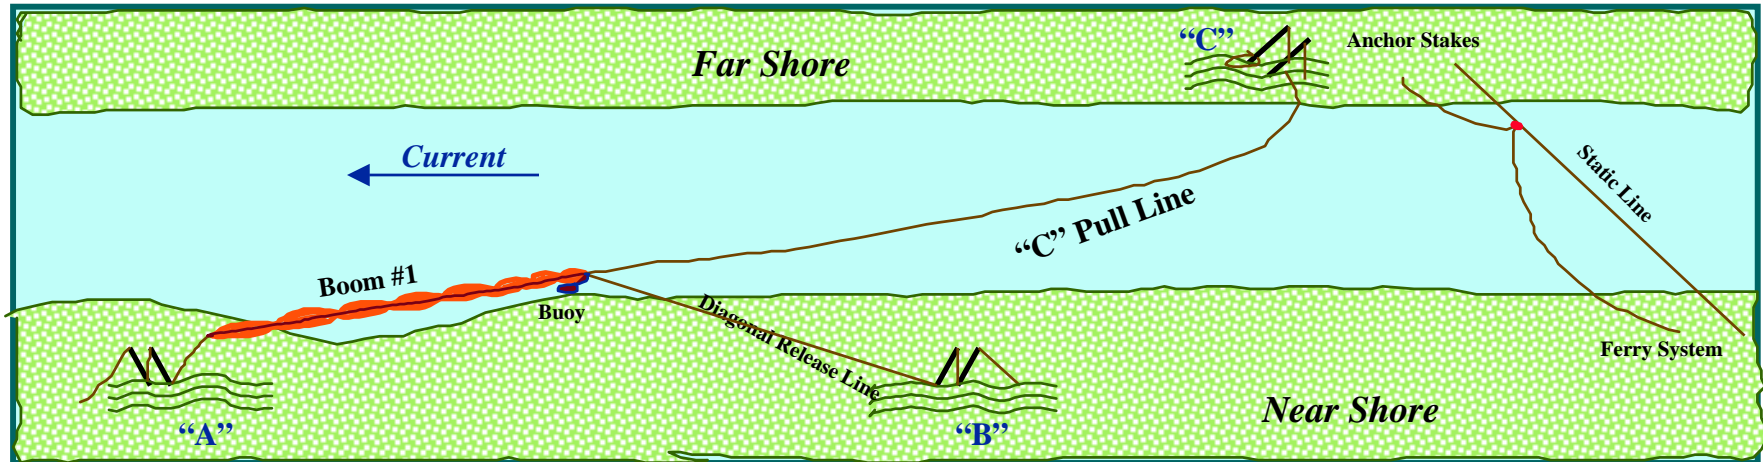 “C”
Anchor Stakes
Far Shore
Current
Static Line
“C” Pull Line
Boom #1
Buoy
Diagonal Release Line
Ferry System
Near Shore
“A”
“B”